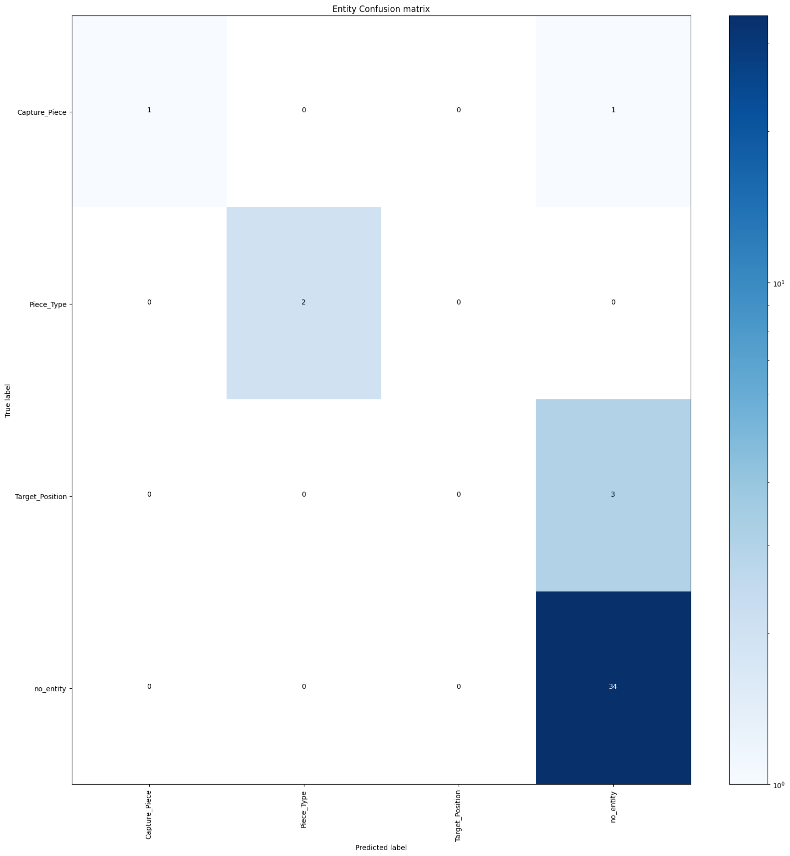 Entity Confusion matrix
Capture_Piece
1 0 0 1
Piece_Type
0 2 0 0
Target_Position
0 0 0 3
no_entity
0 0 0 34
True label
Capture_Piece
Piece_Type
Target_Position
no_entity
Predicted label
10¹
10⁰